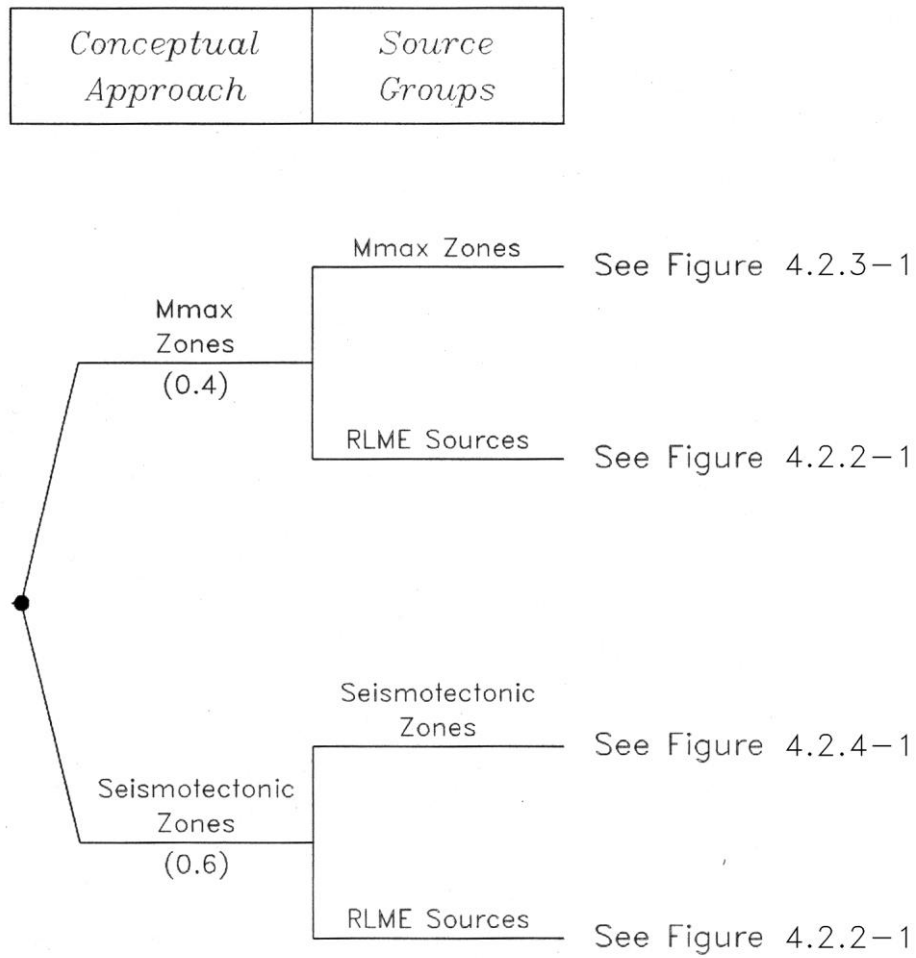 Conceptual Approach
Source Groups
Mmax Zones
See Figure 4.2.3-1
Mmax
Zones
(0.4)
RLME Sources
See Figure 4.2.2-1
Seismotectonic
Zones
See Figure 4.2.4-1
Seismotectonic
Zones
(0.6)
RLME Sources
See Figure 4.2.2-1